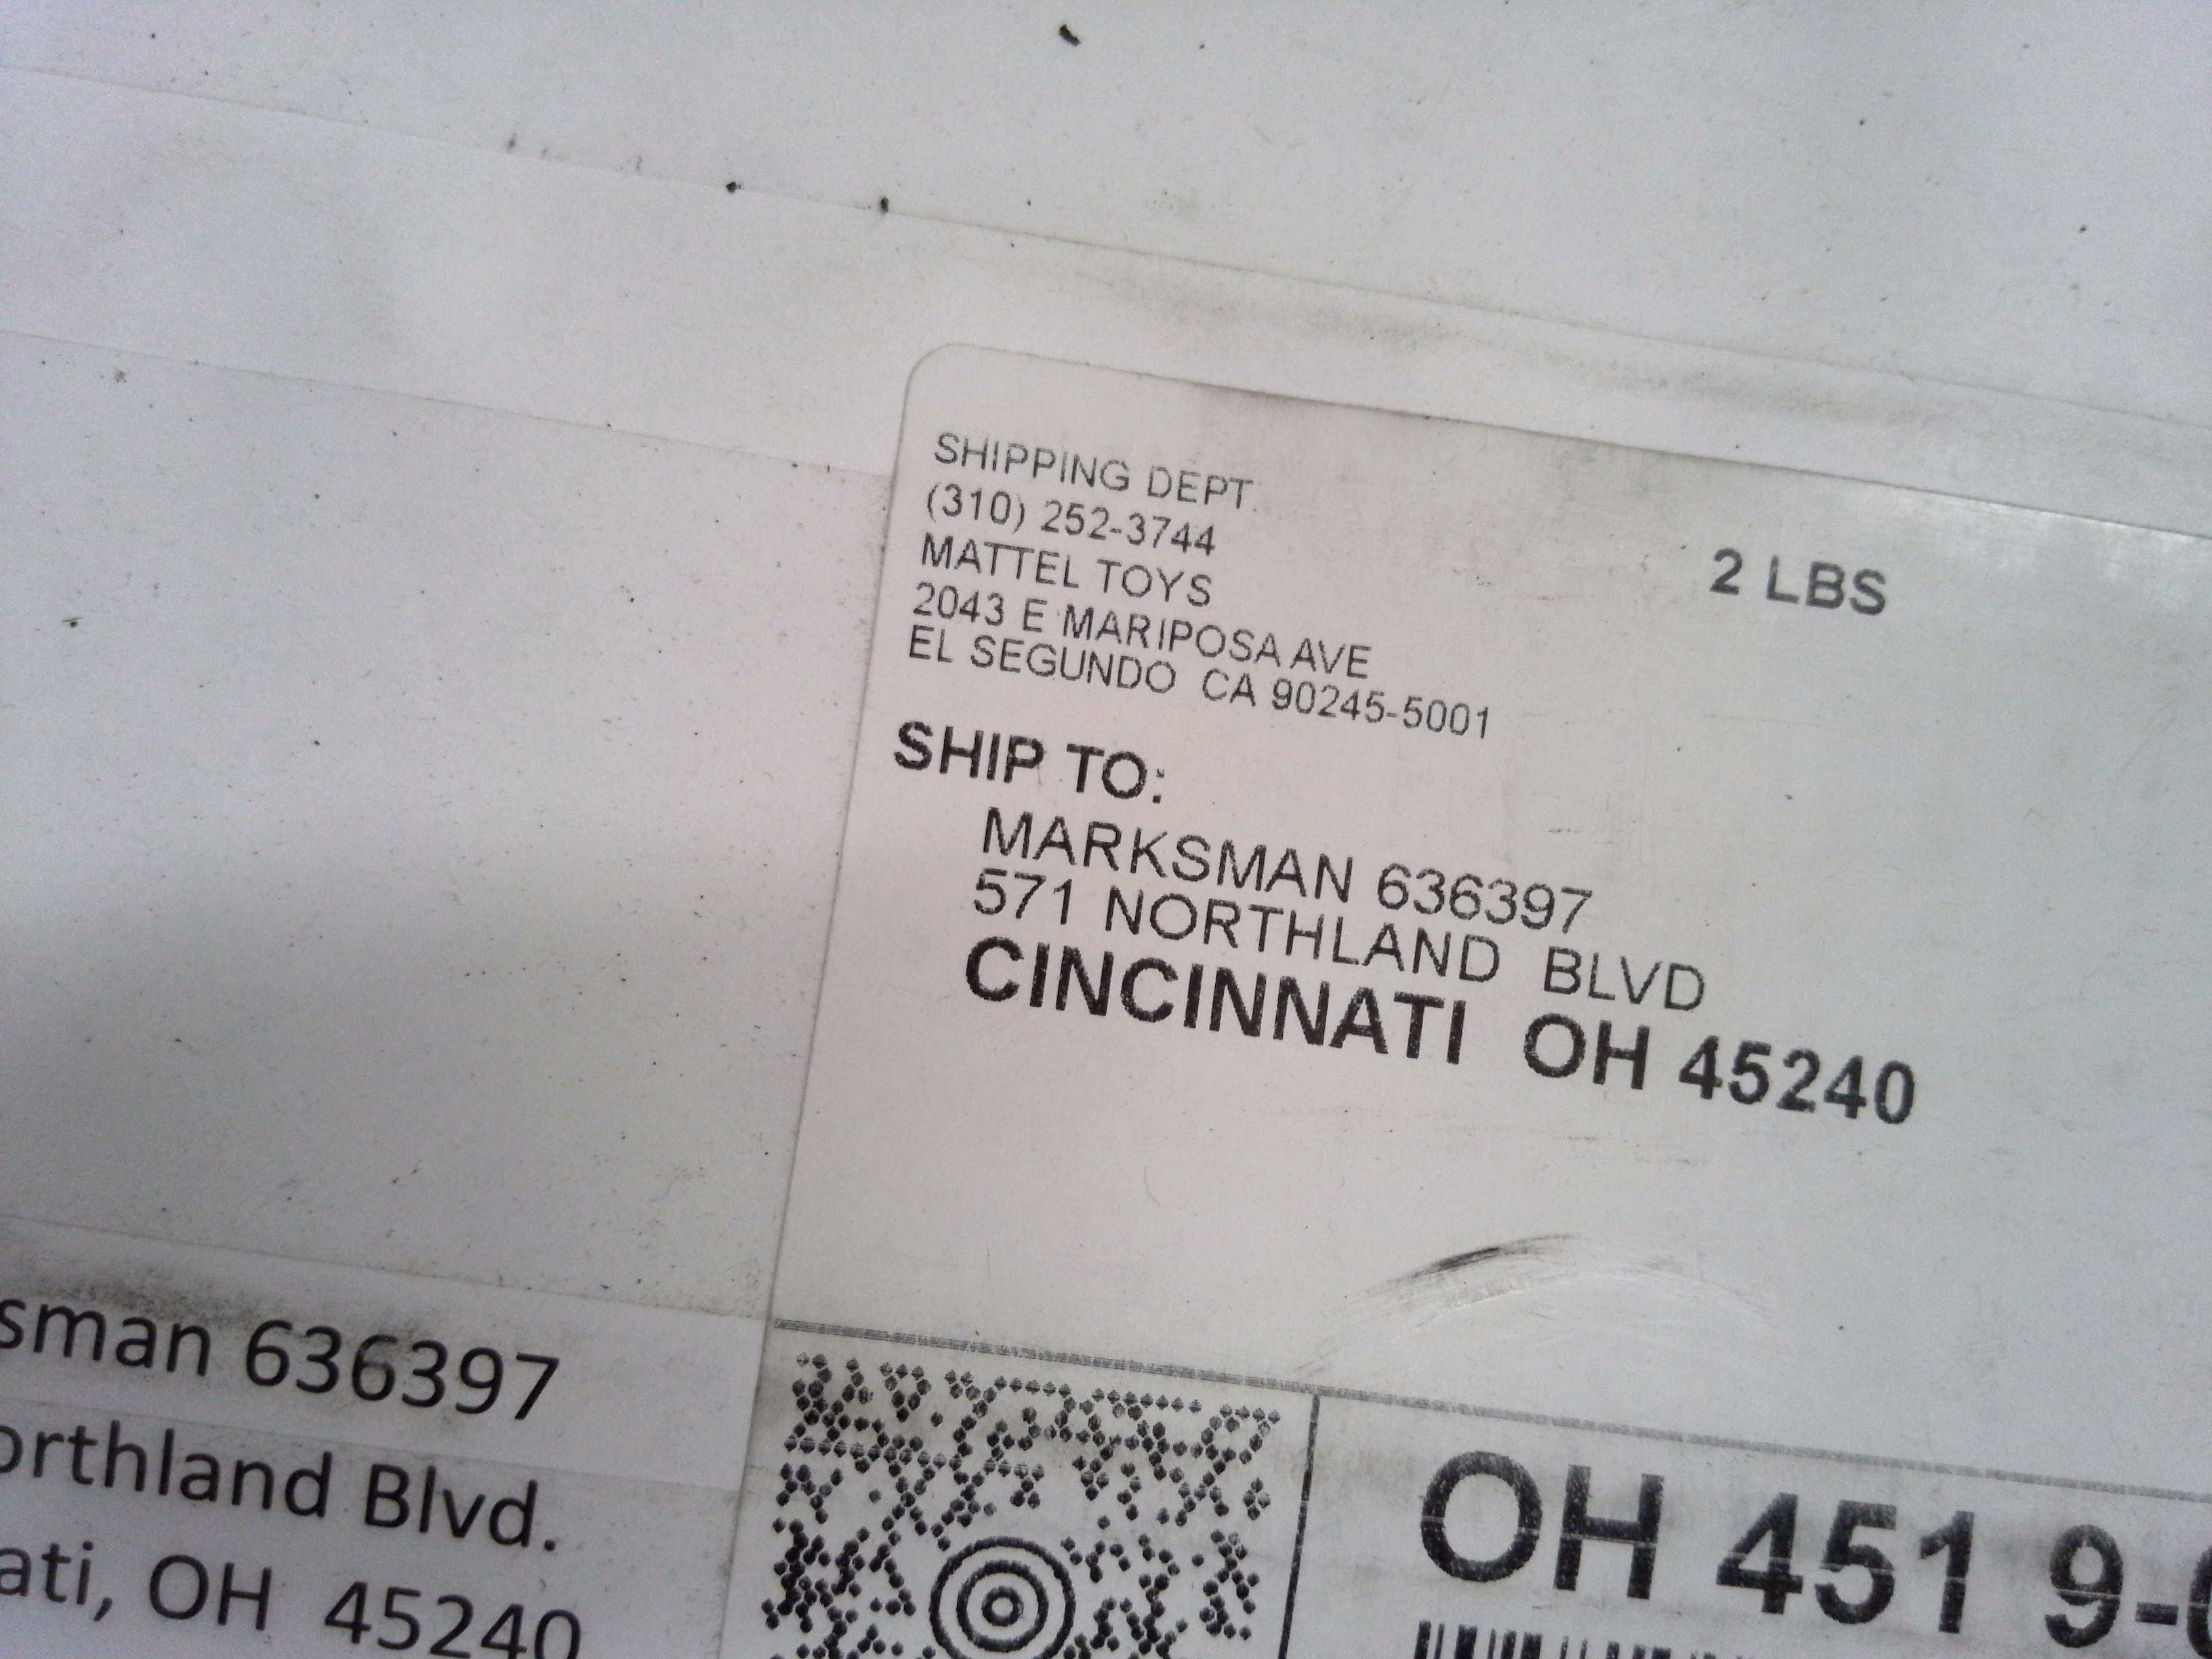 SHIPPING DEPT.
(310) 252-3744
MATTEL TOYS
2043 E MARIPOSA AVE
EL SEGUNDO CA 90245-5001
2 LBS
SHIP TO:
MARKSMAN 636397
571 NORTHLAND BLVD
CINCINNATI OH 45240
sman 636397
orthland Blvd.
ati, OH 45240
OH 451 9-